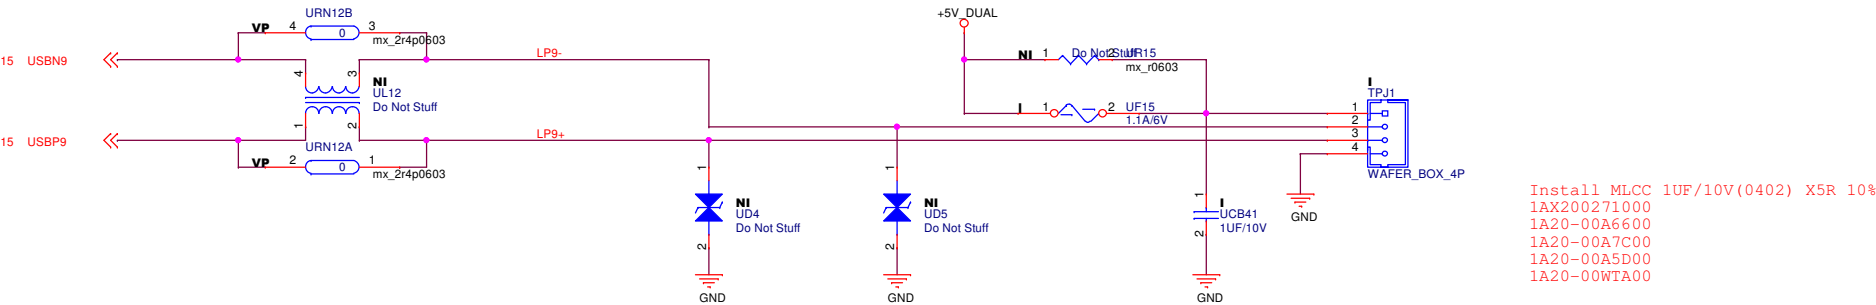 URN12B
VP 4 0 3
mx_2r4p0603
15 USBN9
LP9-
4 3
NI
UL12
Do Not Stuff
1 2
15 USBP9
LP9+
URN12A
VP 2 0 1
mx_2r4p0603
1
NI
UD4
Do Not Stuff
2
GND
1
NI
UD5
Do Not Stuff
2
GND
+5V_DUAL
NI 1 Do Not Stuff 2 UR15
mx_r0603
I 1 2 UF15
1.1A/6V
1
I
UCB41
1UF/10V
2
GND
I
TPJ1
1
2
3
4
WAFER_BOX_4P
GND
Install MLCC 1UF/10V(0402) X5R 10%
1AX200271000
1A20-00A6600
1A20-00A7C00
1A20-00A5D00
1A20-00WTA00